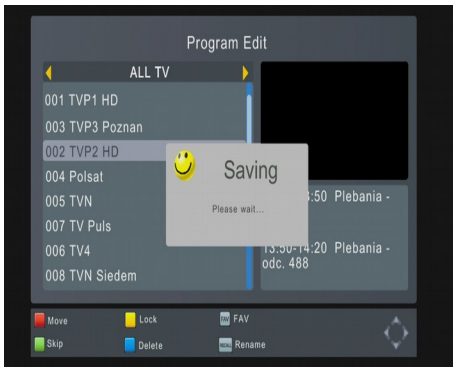 Program Edit
ALL TV
001 TVP1 HD
003 TVP3 Poznan
002 TVP2 HD
004 Polsat
005 TVN
007 TV Puls
006 TV4
008 TVN Siedem
Saving
Please wait...
:50 Plebania -
13:50-14:20 Plebania -
odc. 488
Move
Lock
FAV FAV
Skip
Delete
RECALL Rename